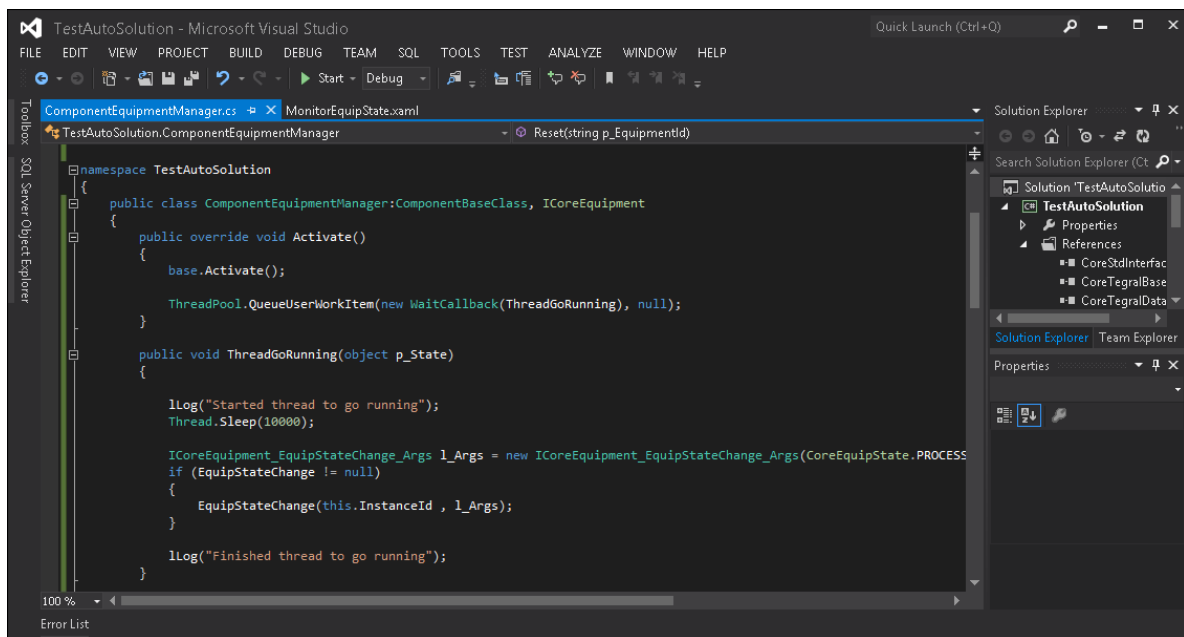 TestAutoSolution - Microsoft Visual Studio
Quick Launch (Ctrl+Q)
FILE EDIT VIEW PROJECT BUILD DEBUG TEAM SQL TOOLS TEST ANALYZE WINDOW HELP
Start Debug
Toolbox
SQL Server Object Explorer
ComponentEquipmentManager.cs MonitorEquipState.xaml
TestAutoSolution.ComponentEquipmentManager Reset(string p_EquipmentId)
namespace TestAutoSolution
{
public class ComponentEquipmentManager:ComponentBaseClass, ICoreEquipment
{
public override void Activate()
{
base.Activate();
ThreadPool.QueueUserWorkItem(new WaitCallback(ThreadGoRunning), null);
}
public void ThreadGoRunning(object p_State)
{
lLog("Started thread to go running");
Thread.Sleep(10000);
ICoreEquipment_EquipStateChange_Args l_Args = new ICoreEquipment_EquipStateChange_Args(CoreEquipState.PROCESS
if (EquipStateChange != null)
{
EquipStateChange(this.InstanceId , l_Args);
}
lLog("Finished thread to go running");
}
100 %
Error List
Solution Explorer
Search Solution Explorer (Ct
Solution 'TestAutoSolutio
C# TestAutoSolution
Properties
References
CoreStdInterfac
CoreTegralBase
CoreTegralData
Solution Explorer Team Explorer
Properties